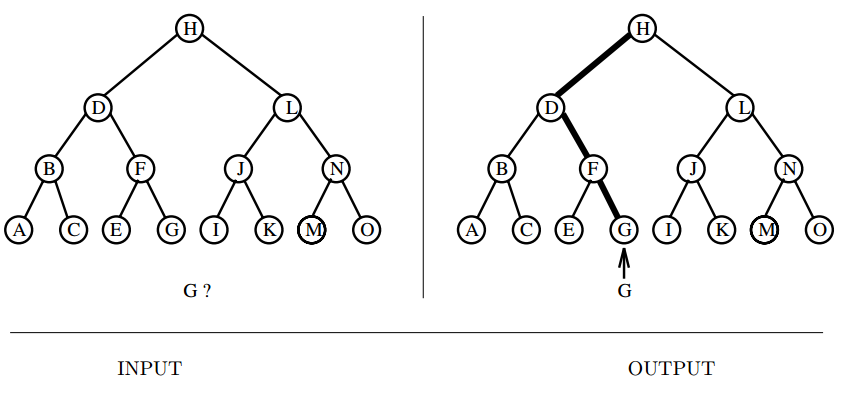 H H
D L D L
B F J N B F J N
A C E G I K M O A C E G I K M O
G ? G
INPUT OUTPUT